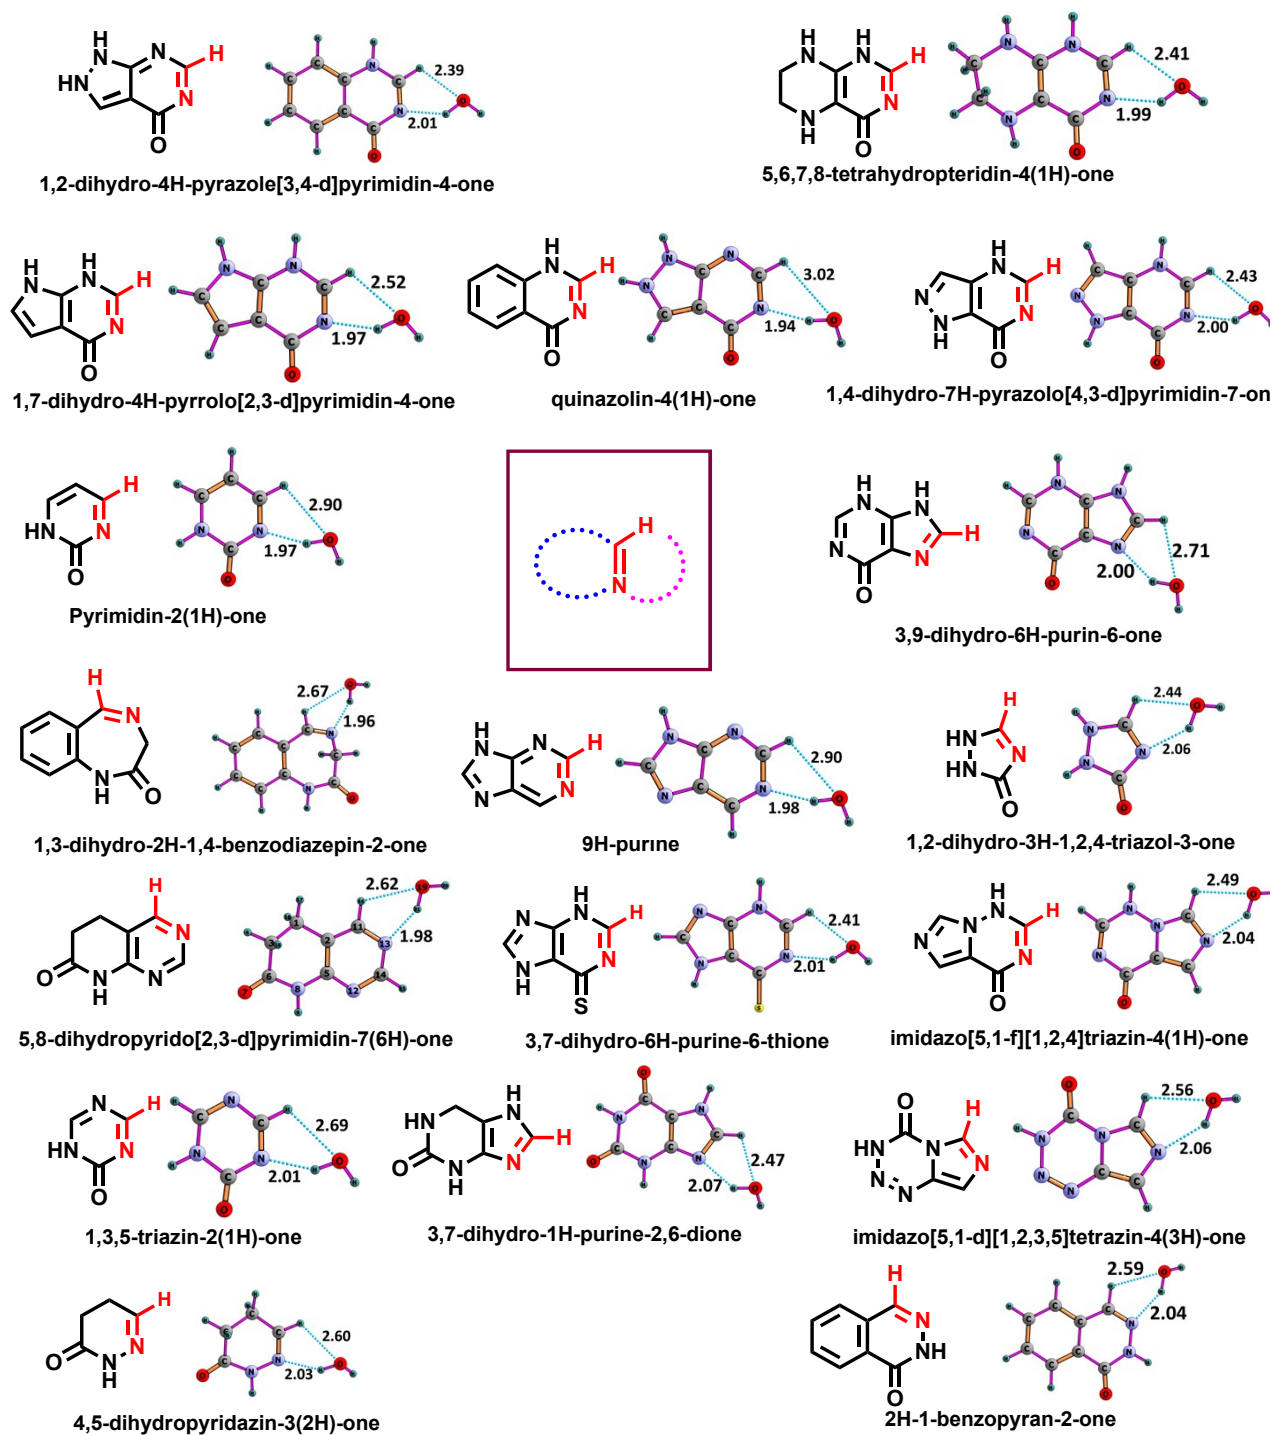 2.39
2.01
1,2-dihydro-4H-pyrazole[3,4-d]pyrimidin-4-one
2.41
1.99
5,6,7,8-tetrahydropteridin-4(1H)-one
2.52
1.97
1,7-dihydro-4H-pyrrolo[2,3-d]pyrimidin-4-one
3.02
1.94
quinazolin-4(1H)-one
2.43
2.00
1,4-dihydro-7H-pyrazolo[4,3-d]pyrimidin-7-on
2.90
1.97
Pyrimidin-2(1H)-one
H
N
2.71
2.00
3,9-dihydro-6H-purin-6-one
2.67
1.96
1,3-dihydro-2H-1,4-benzodiazepin-2-one
2.90
1.98
9H-purine
2.44
2.06
1,2-dihydro-3H-1,2,4-triazol-3-one
2.62
1.98
5,8-dihydropyrido[2,3-d]pyrimidin-7(6H)-one
2.41
2.01
3,7-dihydro-6H-purine-6-thione
2.49
2.04
imidazo[5,1-f][1,2,4]triazin-4(1H)-one
2.69
2.01
1,3,5-triazin-2(1H)-one
2.47
2.07
3,7-dihydro-1H-purine-2,6-dione
2.56
2.06
imidazo[5,1-d][1,2,3,5]tetrazin-4(3H)-one
2.60
2.03
4,5-dihydropyridazin-3(2H)-one
2.59
2.04
2H-1-benzopyran-2-one